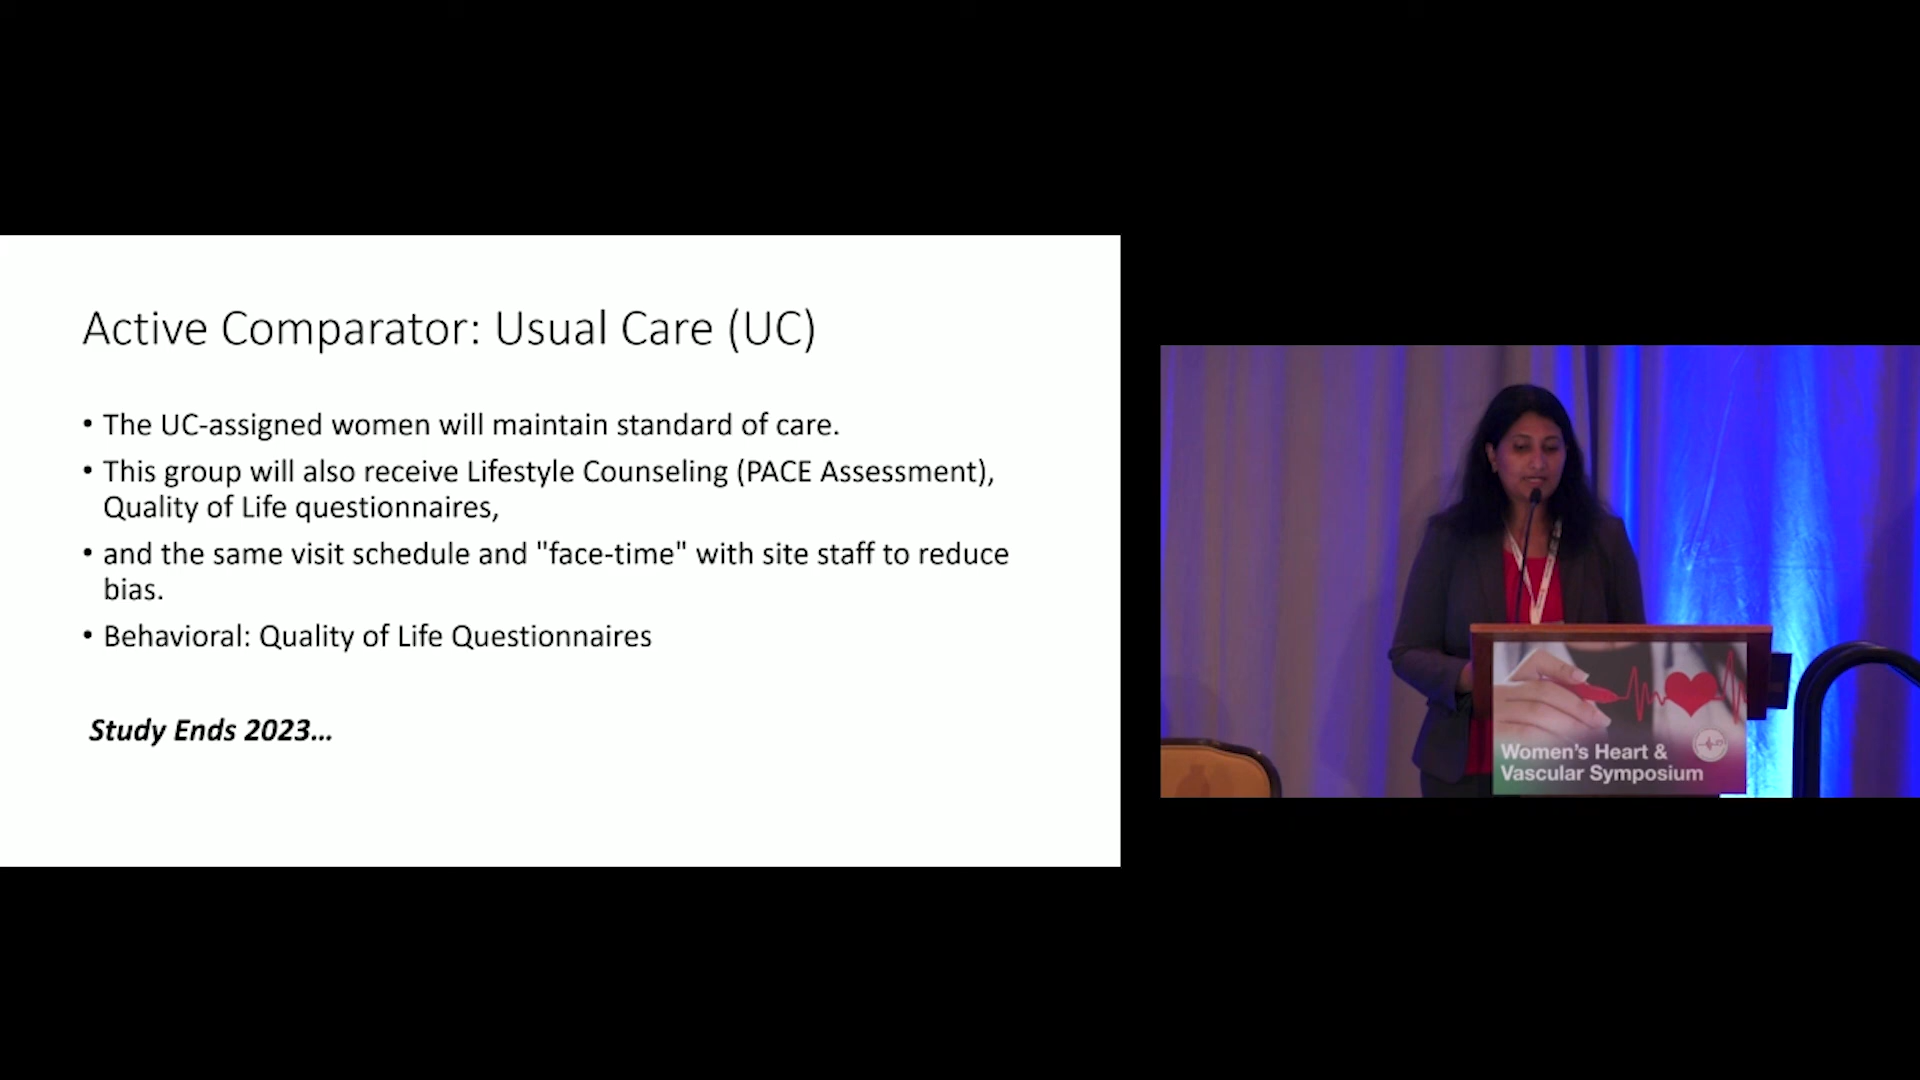 Active Comparator: Usual Care (UC)
• The UC-assigned women will maintain standard of care.
• This group will also receive Lifestyle Counseling (PACE Assessment),
Quality of Life questionnaires,
• and the same visit schedule and "face-time" with site staff to reduce
bias.
• Behavioral: Quality of Life Questionnaires
Study Ends 2023...
Women's Heart &
Vascular Symposium